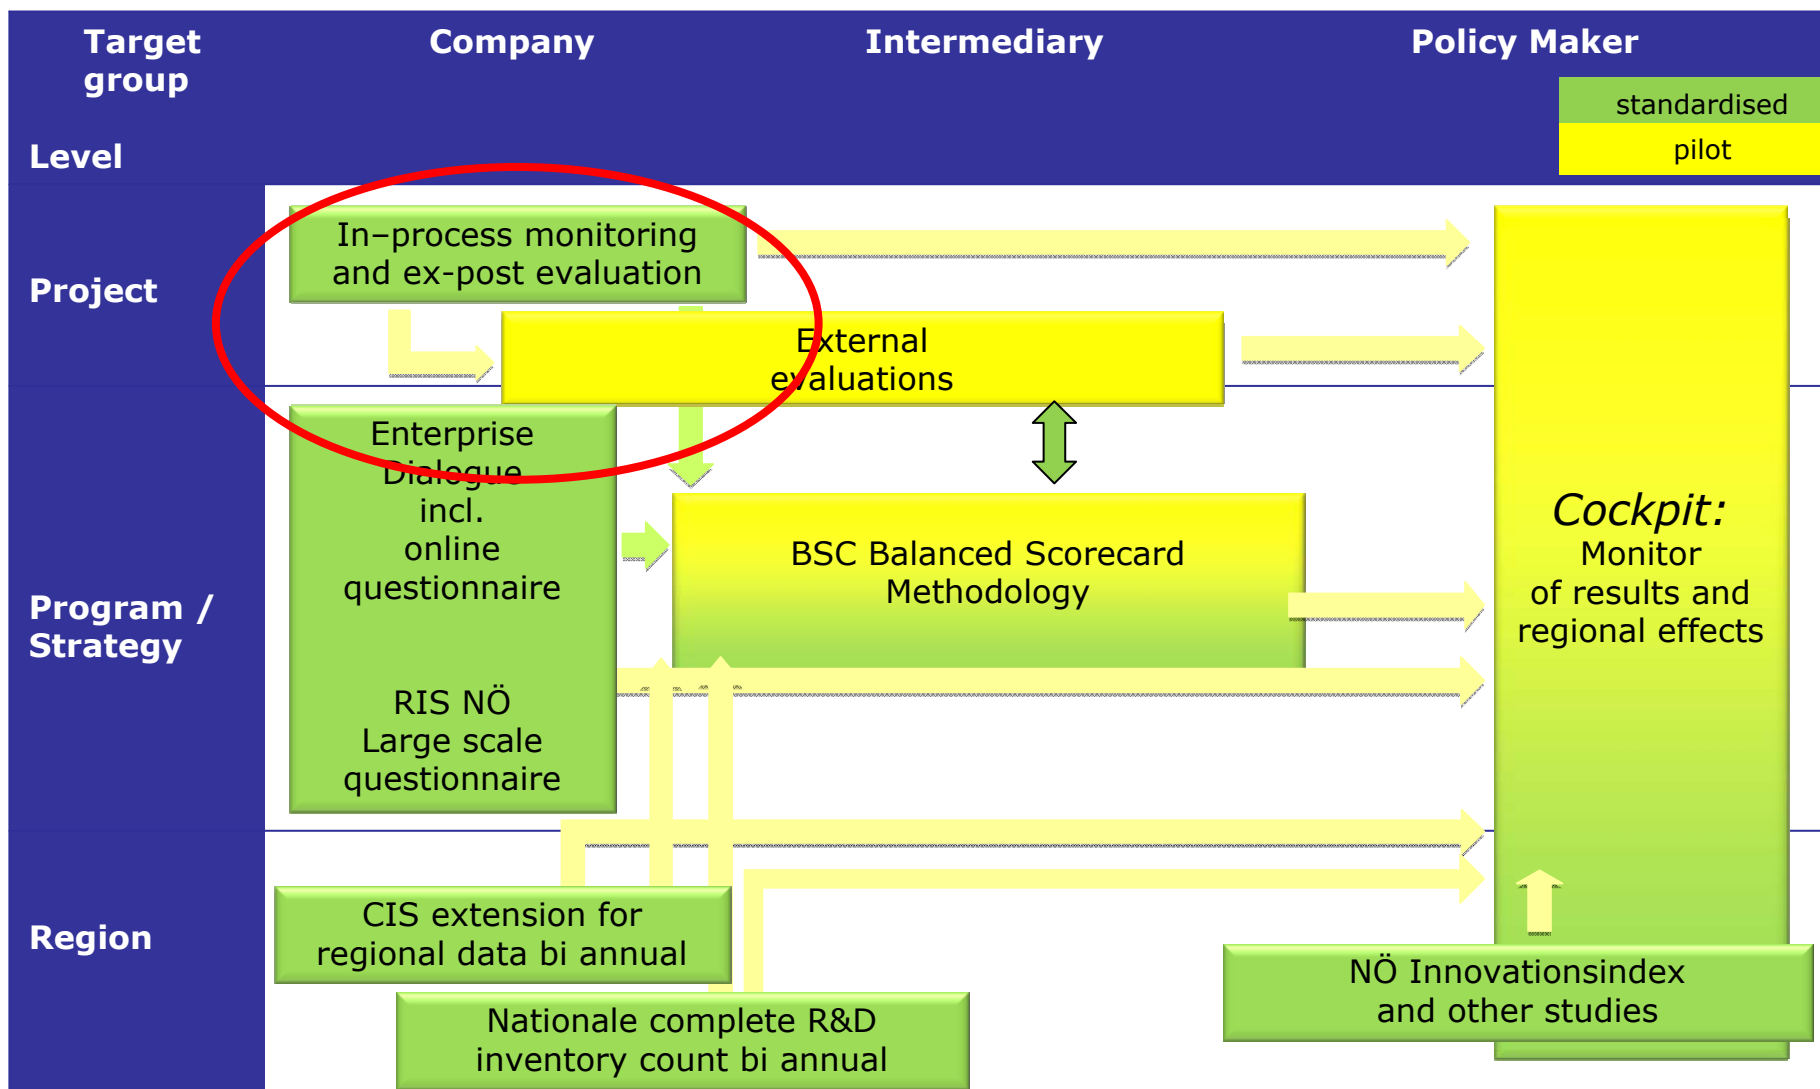 Target
group
Company
Intermediary
Policy Maker
standardised
pilot
Level
Project
In–process monitoring
and ex-post evaluation
External
evaluations
Program /
Strategy
Enterprise
Dialogue
incl.
online
questionnaire
RIS NÖ
Large scale
questionnaire
BSC Balanced Scorecard
Methodology
Cockpit:
Monitor
of results and
regional effects
Region
CIS extension for
regional data bi annual
Nationale complete R&D
inventory count bi annual
NÖ Innovationsindex
and other studies